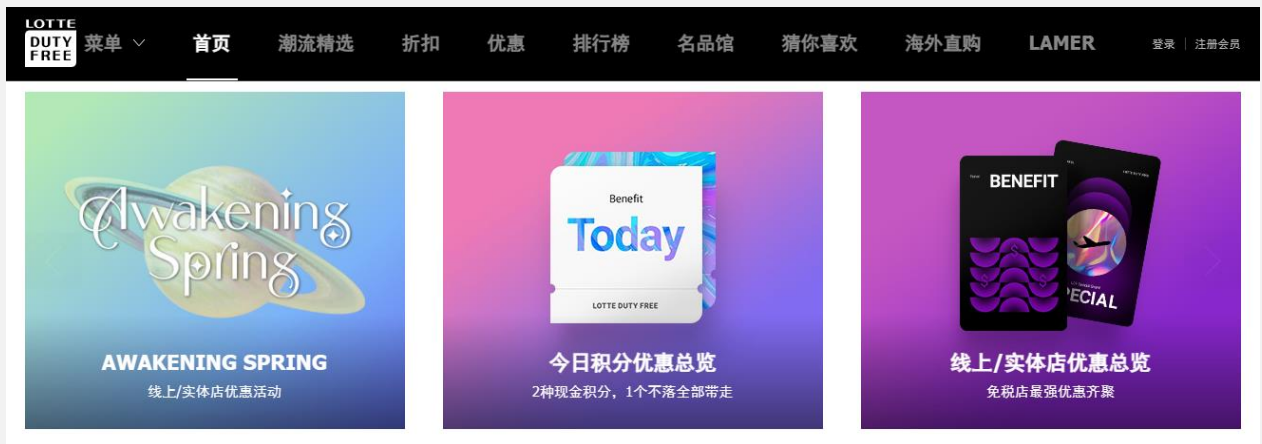 LOTTE
DUTY
FREE
菜单 首页 潮流精选 折扣 优惠 排行榜 名品馆 猜你喜欢 海外直购 LAMER 登录 注册会员
Awakening
Spring
AWAKENING SPRING
线上/实体店优惠活动
Benefit
Today
LOTTE DUTY FREE
今日积分优惠总览
2种现金积分，1个不落全部带走
BENEFIT
PECIAL
线上/实体店优惠总览
免税店最强优惠齐聚